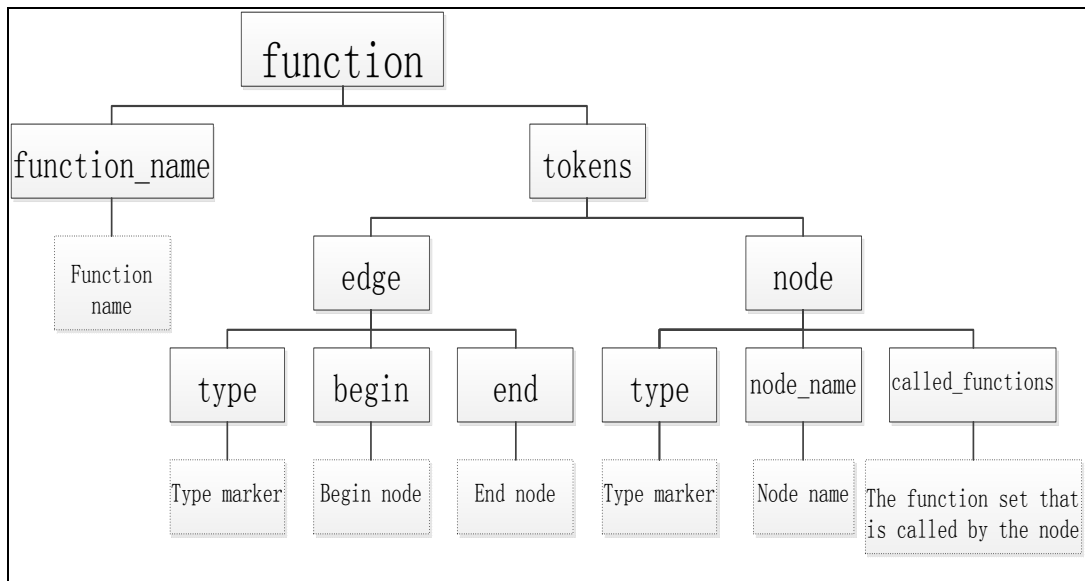 function
function_name
tokens
Function
name
edge
node
type
begin
end
type
node_name
called_functions
Type marker
Begin node
End node
Type marker
Node name
The function set that
is called by the node